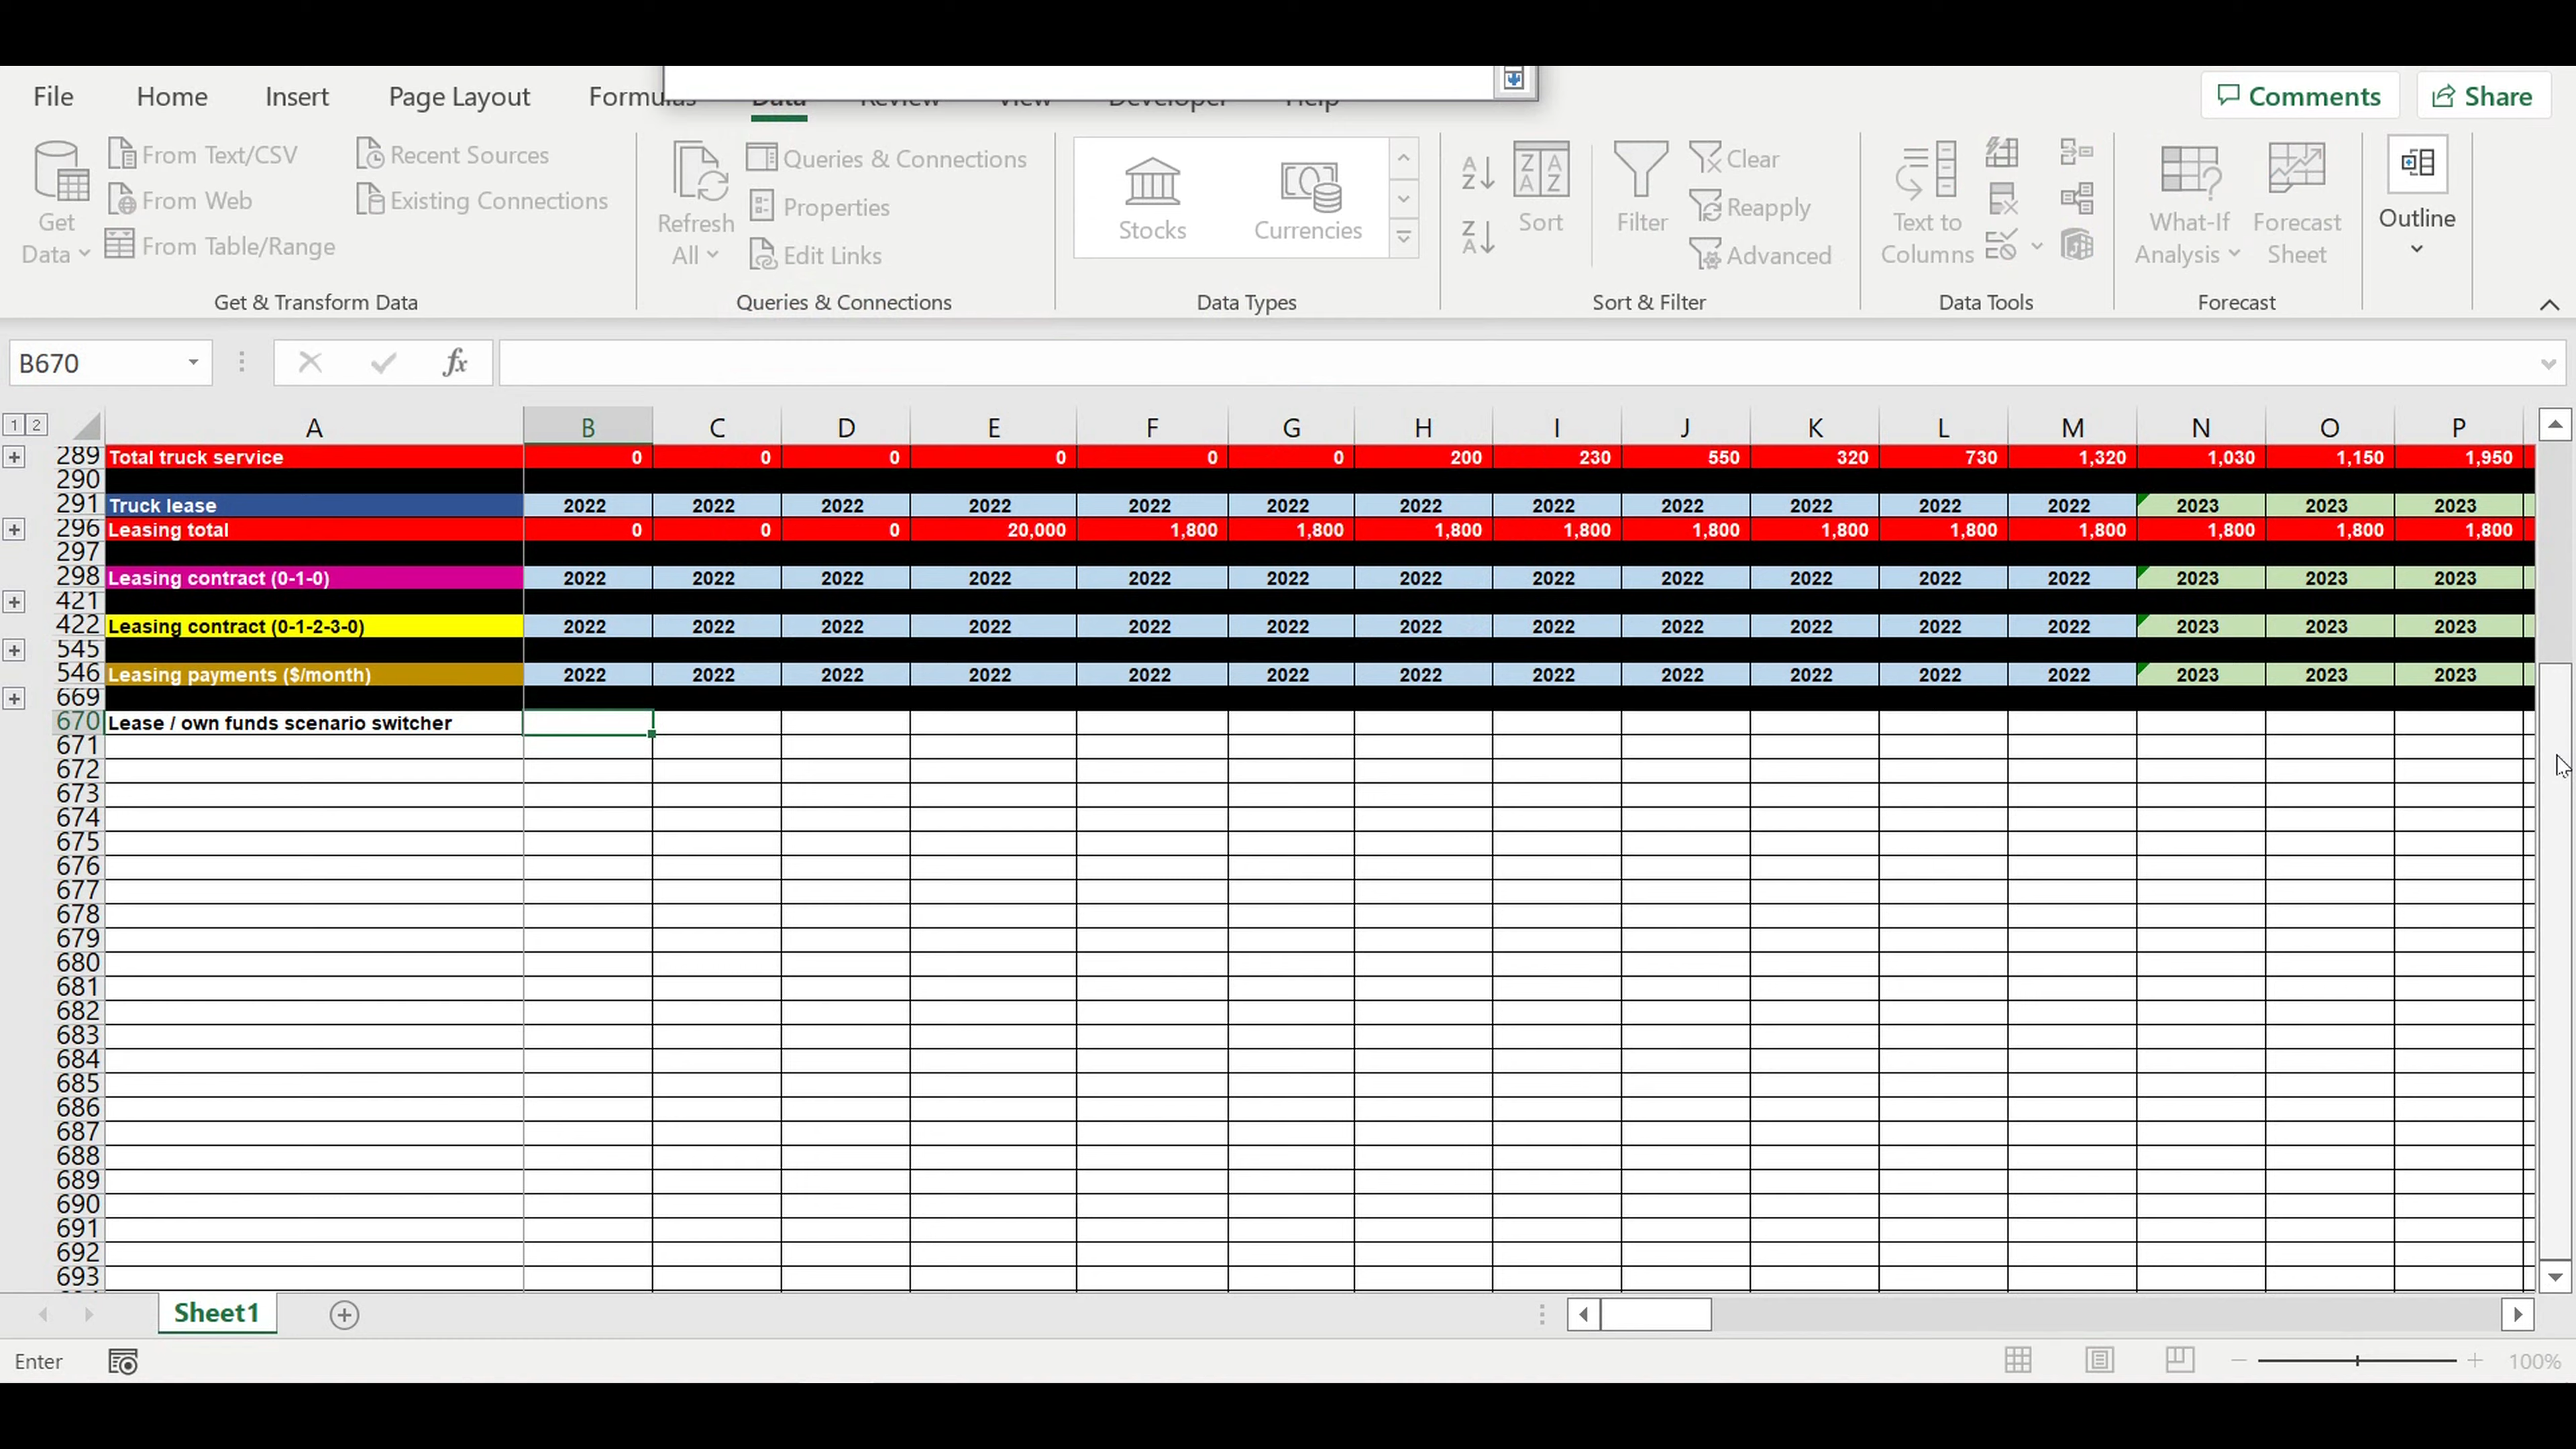 File Home Insert Page Layout Formulas Data Review View Developer Help Comments Share
From Text/CSV Recent Sources Queries & Connections Clear
From Web Existing Connections Properties Reapply
From Table/Range Edit Links Advanced
Get Data Refresh All Stocks Currencies Sort Filter Text to Columns What-If Analysis Forecast Sheet Outline
Get & Transform Data Queries & Connections Data Types Sort & Filter Data Tools Forecast
B670 fx
1 2 A B C D E F G H I J K L M N O P
289 Total truck service 0 0 0 0 0 0 200 230 550 320 730 1,320 1,030 1,150 1,950
290
291 Truck lease 2022 2022 2022 2022 2022 2022 2022 2022 2022 2022 2022 2022 2023 2023 2023
296 Leasing total 0 0 0 20,000 1,800 1,800 1,800 1,800 1,800 1,800 1,800 1,800 1,800 1,800 1,800
297
298 Leasing contract (0-1-0) 2022 2022 2022 2022 2022 2022 2022 2022 2022 2022 2022 2022 2023 2023 2023
421
422 Leasing contract (0-1-2-3-0) 2022 2022 2022 2022 2022 2022 2022 2022 2022 2022 2022 2022 2023 2023 2023
545
546 Leasing payments ($/month) 2022 2022 2022 2022 2022 2022 2022 2022 2022 2022 2022 2022 2023 2023 2023
669
670 Lease / own funds scenario switcher
671
672
673
674
675
676
677
678
679
680
681
682
683
684
685
686
687
688
689
690
691
692
693
Sheet1
Enter 100%